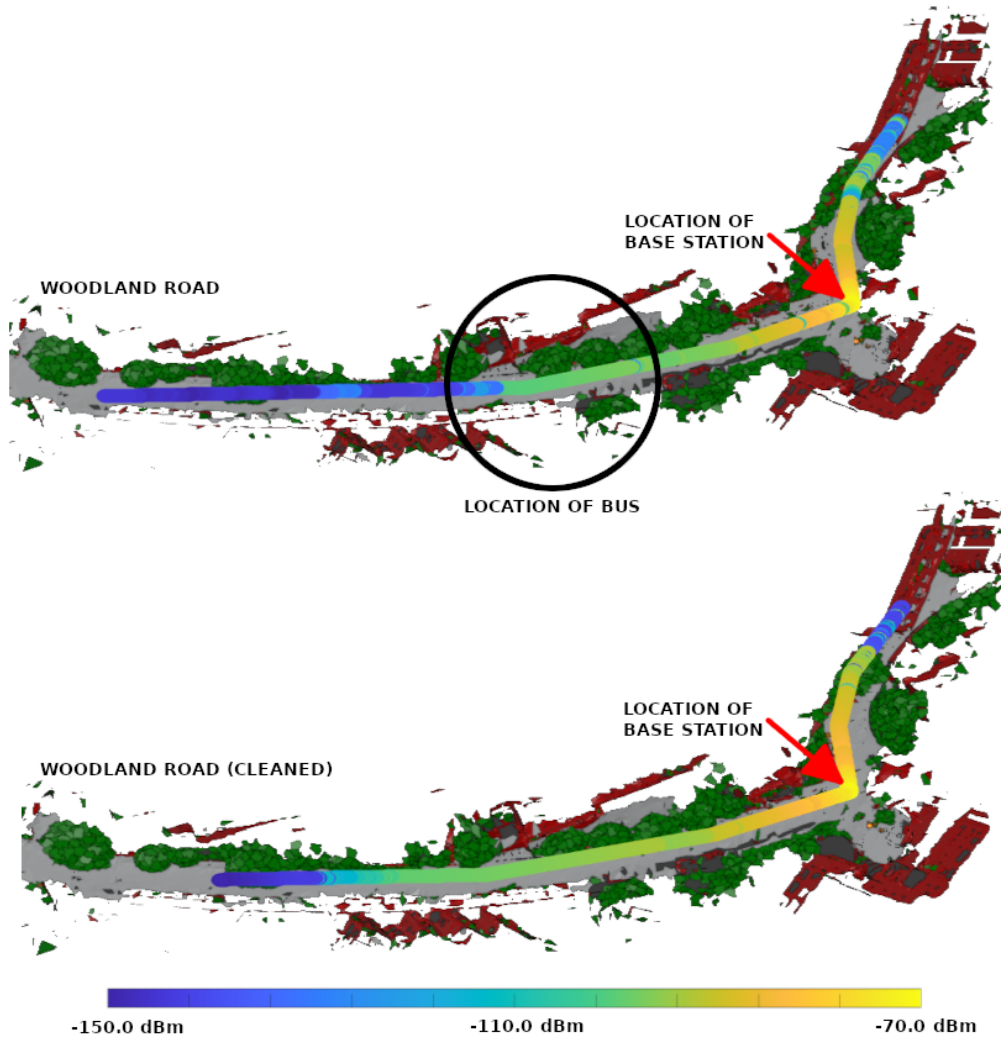 LOCATION OF
BASE STATION
WOODLAND ROAD
LOCATION OF BUS
LOCATION OF
BASE STATION
WOODLAND ROAD (CLEANED)
-150.0 dBm
-110.0 dBm
-70.0 dBm